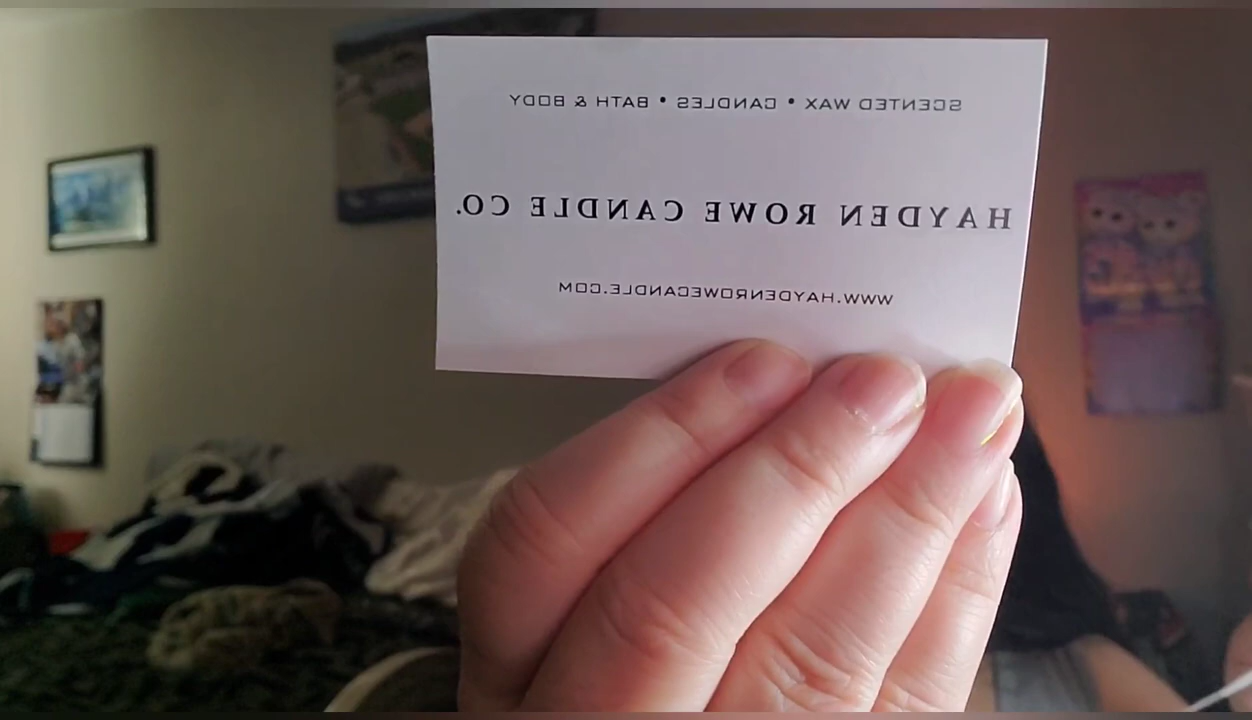 SCENTED WAX • CANDLES • BATH & BODY
HAYDEN ROWE CANDLE CO.
WWW.HAYDENROWECANDLE.COM